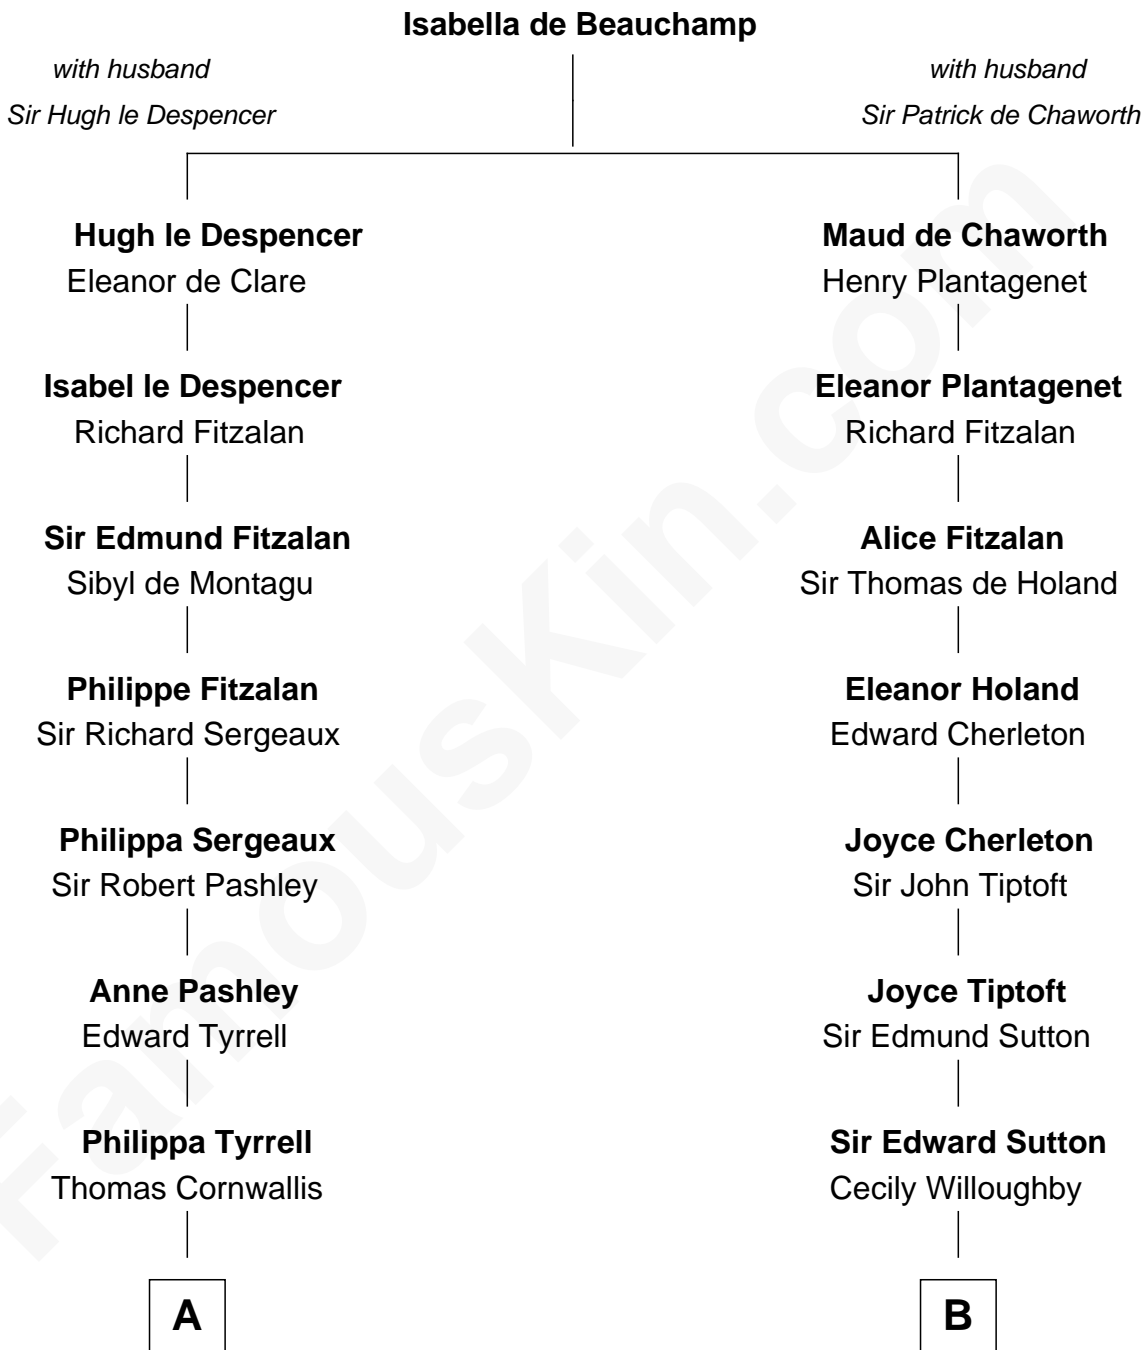 Isabella de Beauchamp
with husband
Sir Hugh le Despencer
with husband
Sir Patrick de Chaworth
Hugh le Despencer
Eleanor de Clare
Maud de Chaworth
Henry Plantagenet
Isabel le Despencer
Richard Fitzalan
Eleanor Plantagenet
Richard Fitzalan
Sir Edmund Fitzalan
Sibyl de Montagu
Alice Fitzalan
Sir Thomas de Holand
Philippe Fitzalan
Sir Richard Sergeaux
Eleanor Holand
Edward Cherleton
Philippa Sergeaux
Sir Robert Pashley
Joyce Cherleton
Sir John Tiptoft
Anne Pashley
Edward Tyrrell
Joyce Tiptoft
Sir Edmund Sutton
Philippa Tyrrell
Thomas Cornwallis
Sir Edward Sutton
Cecily Willoughby
A
B
FamousKin.com